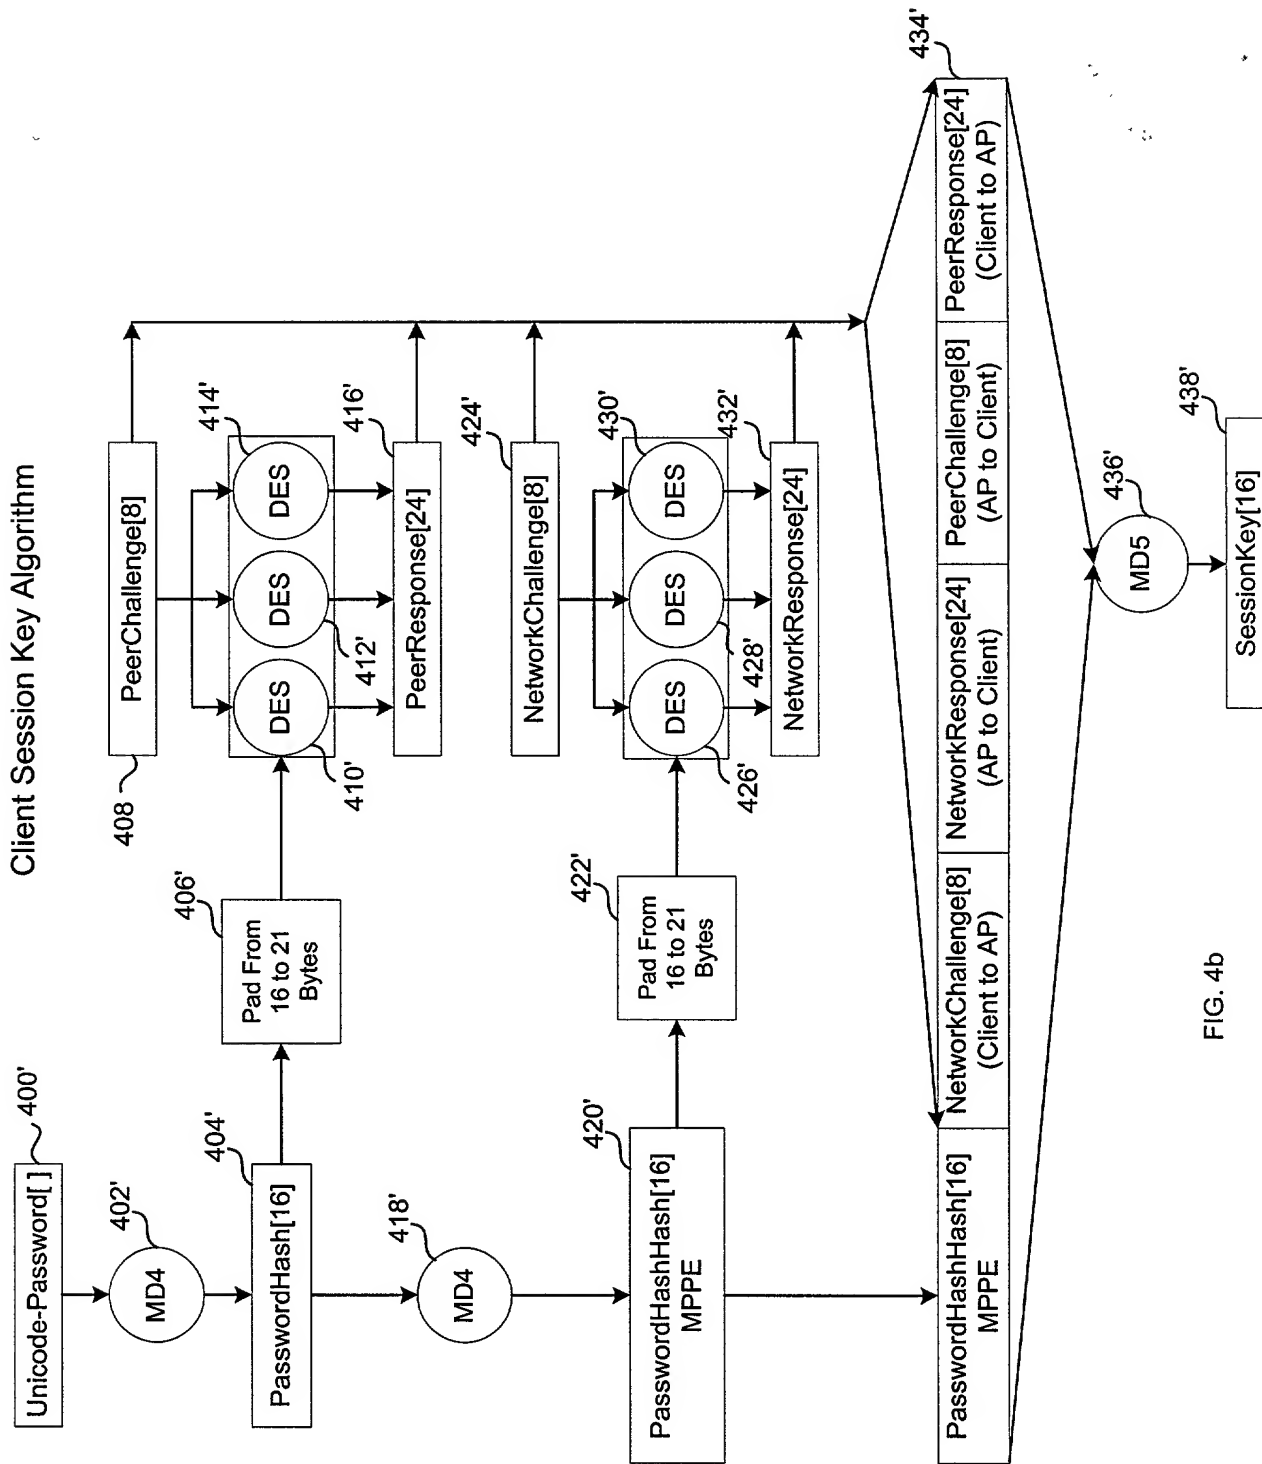 Client Session Key Algorithm
Unicode-Password[ ]
400'
MD4
402'
PasswordHash[16]
404'
Pad From
16 to 21
Bytes
406'
PeerChallenge[8]
408
DES
DES
DES
410'
412'
414'
PeerResponse[24]
416'
MD4
418'
PasswordHashHash[16]
MPPE
420'
Pad From
16 to 21
Bytes
422'
NetworkChallenge[8]
424'
DES
DES
DES
426'
428'
430'
NetworkResponse[24]
432'
PasswordHashHash[16]
MPPE
NetworkChallenge[8]
(Client to AP)
NetworkResponse[24]
(AP to Client)
PeerChallenge[8]
(AP to Client)
PeerResponse[24]
(Client to AP)
434'
MD5
436'
SessionKey[16]
438'
FIG. 4b